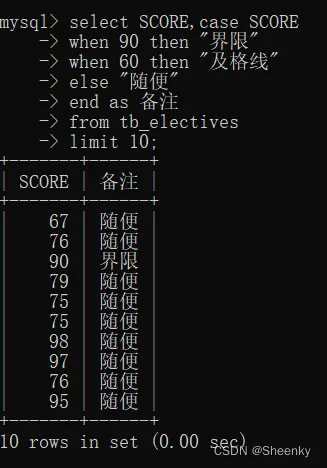 mysql> select SCORE,case SCORE
-> when 90 then "界限"
-> when 60 then "及格线"
-> else "随便"
-> end as 备注
-> from tb_electives
-> limit 10;
+-------+------+
| SCORE | 备注 |
+-------+------+
| 67 | 随便 |
| 76 | 随便 |
| 90 | 界限 |
| 79 | 随便 |
| 75 | 随便 |
| 75 | 随便 |
| 98 | 随便 |
| 97 | 随便 |
| 76 | 随便 |
| 95 | 随便 |
+-------+------+
10 rows in set (0.00 sec)
CSDN @Sheenky